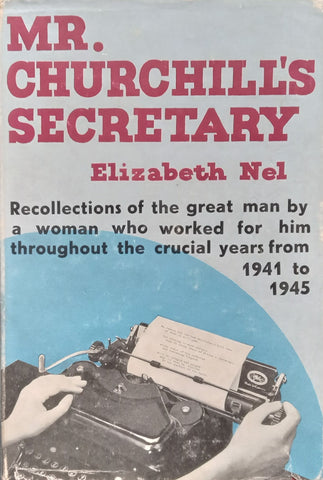 MR.
CHURCHILL'S
SECRETARY
Elizabeth Nel
Recollections of the great man by
a woman who worked for him
throughout the crucial years from
1941 to
1945